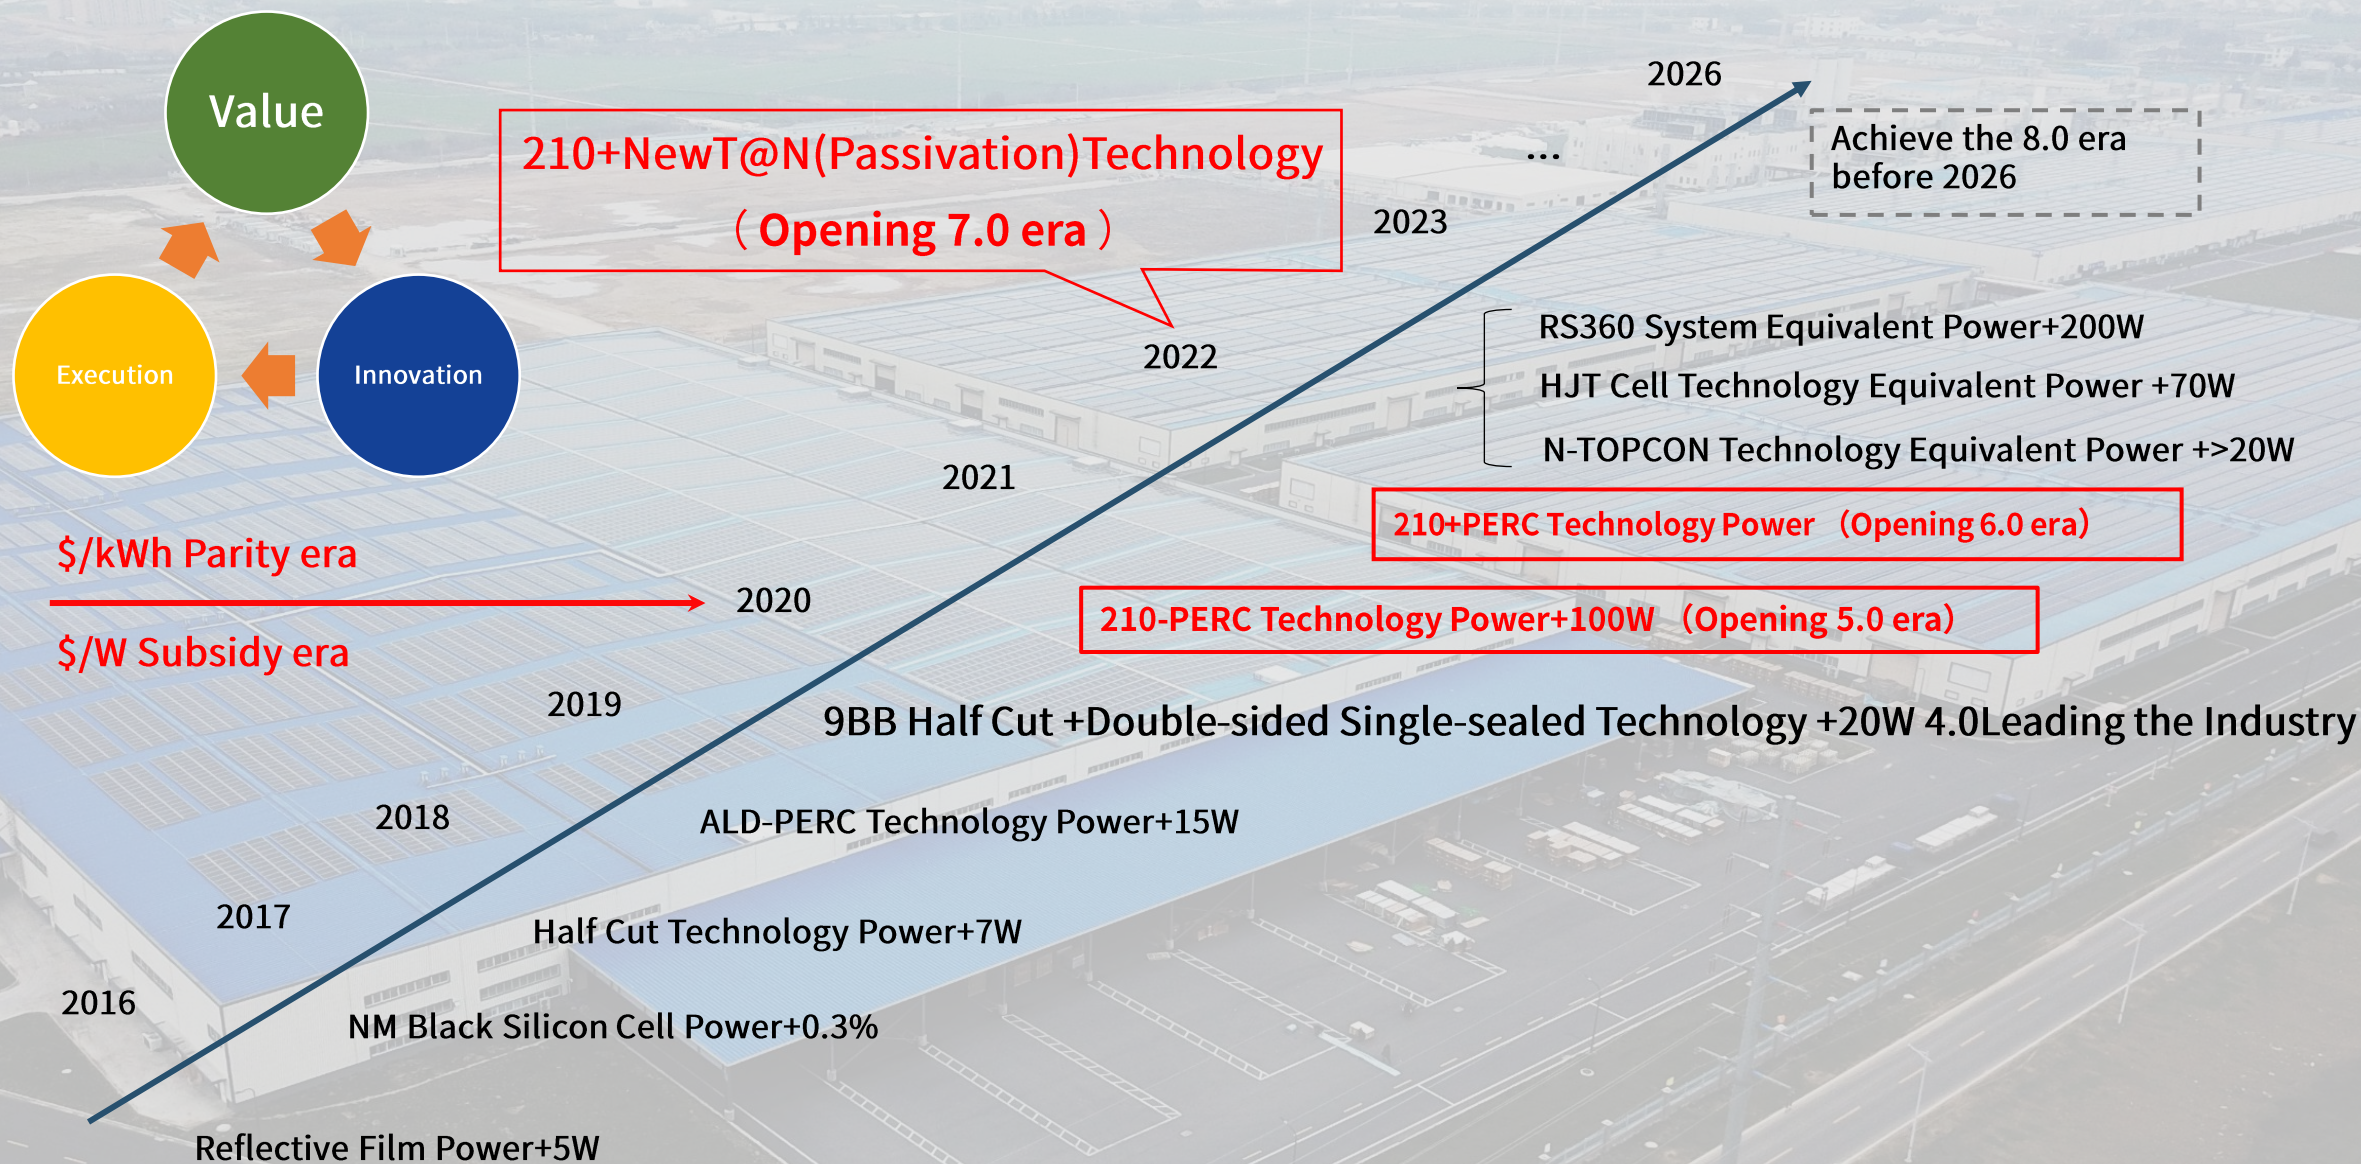 Value
Execution
Innovation
210+NewT@N(Passivation)Technology
（ Opening 7.0 era ）
2026
...
Achieve the 8.0 era
before 2026
2023
2022
RS360 System Equivalent Power+200W
HJT Cell Technology Equivalent Power +70W
N-TOPCON Technology Equivalent Power +>20W
2021
210+PERC Technology Power （Opening 6.0 era）
$/kWh Parity era
$/W Subsidy era
2020
210-PERC Technology Power+100W （Opening 5.0 era）
2019
9BB Half Cut +Double-sided Single-sealed Technology +20W 4.0Leading the Industry
2018
ALD-PERC Technology Power+15W
2017
Half Cut Technology Power+7W
2016
NM Black Silicon Cell Power+0.3%
Reflective Film Power+5W